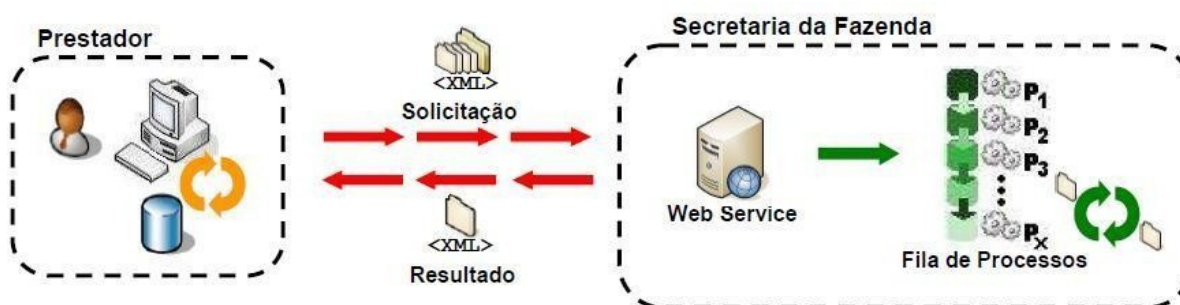 Prestador
<XML>
Solicitação
<XML>
Resultado
Secretaria da Fazenda
Web Service
P1
P2
P3
Px
Fila de Processos